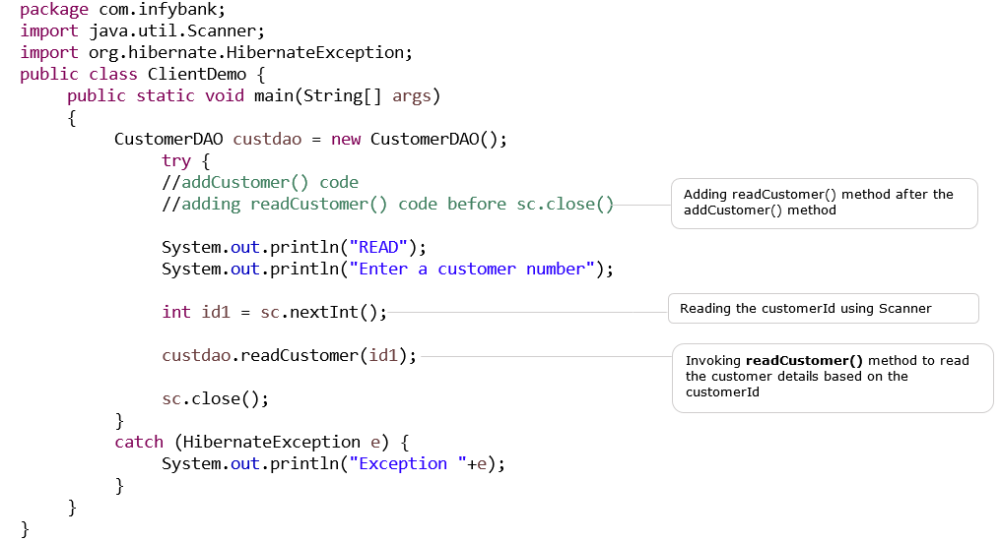 package com.infybank;
import java.util.Scanner;
import org.hibernate.HibernateException;
public class ClientDemo {
public static void main(String[] args)
{
CustomerDAO custdao = new CustomerDAO();
try {
//addCustomer() code
//adding readCustomer() code before sc.close()
Adding readCustomer() method after the
addCustomer() method
System.out.println("READ");
System.out.println("Enter a customer number");
int id1 = sc.nextInt();
Reading the customerId using Scanner
custdao.readCustomer(id1);
Invoking readCustomer() method to read
the customer details based on the
customerId
sc.close();
}
catch (HibernateException e) {
System.out.println("Exception "+e);
}
}
}